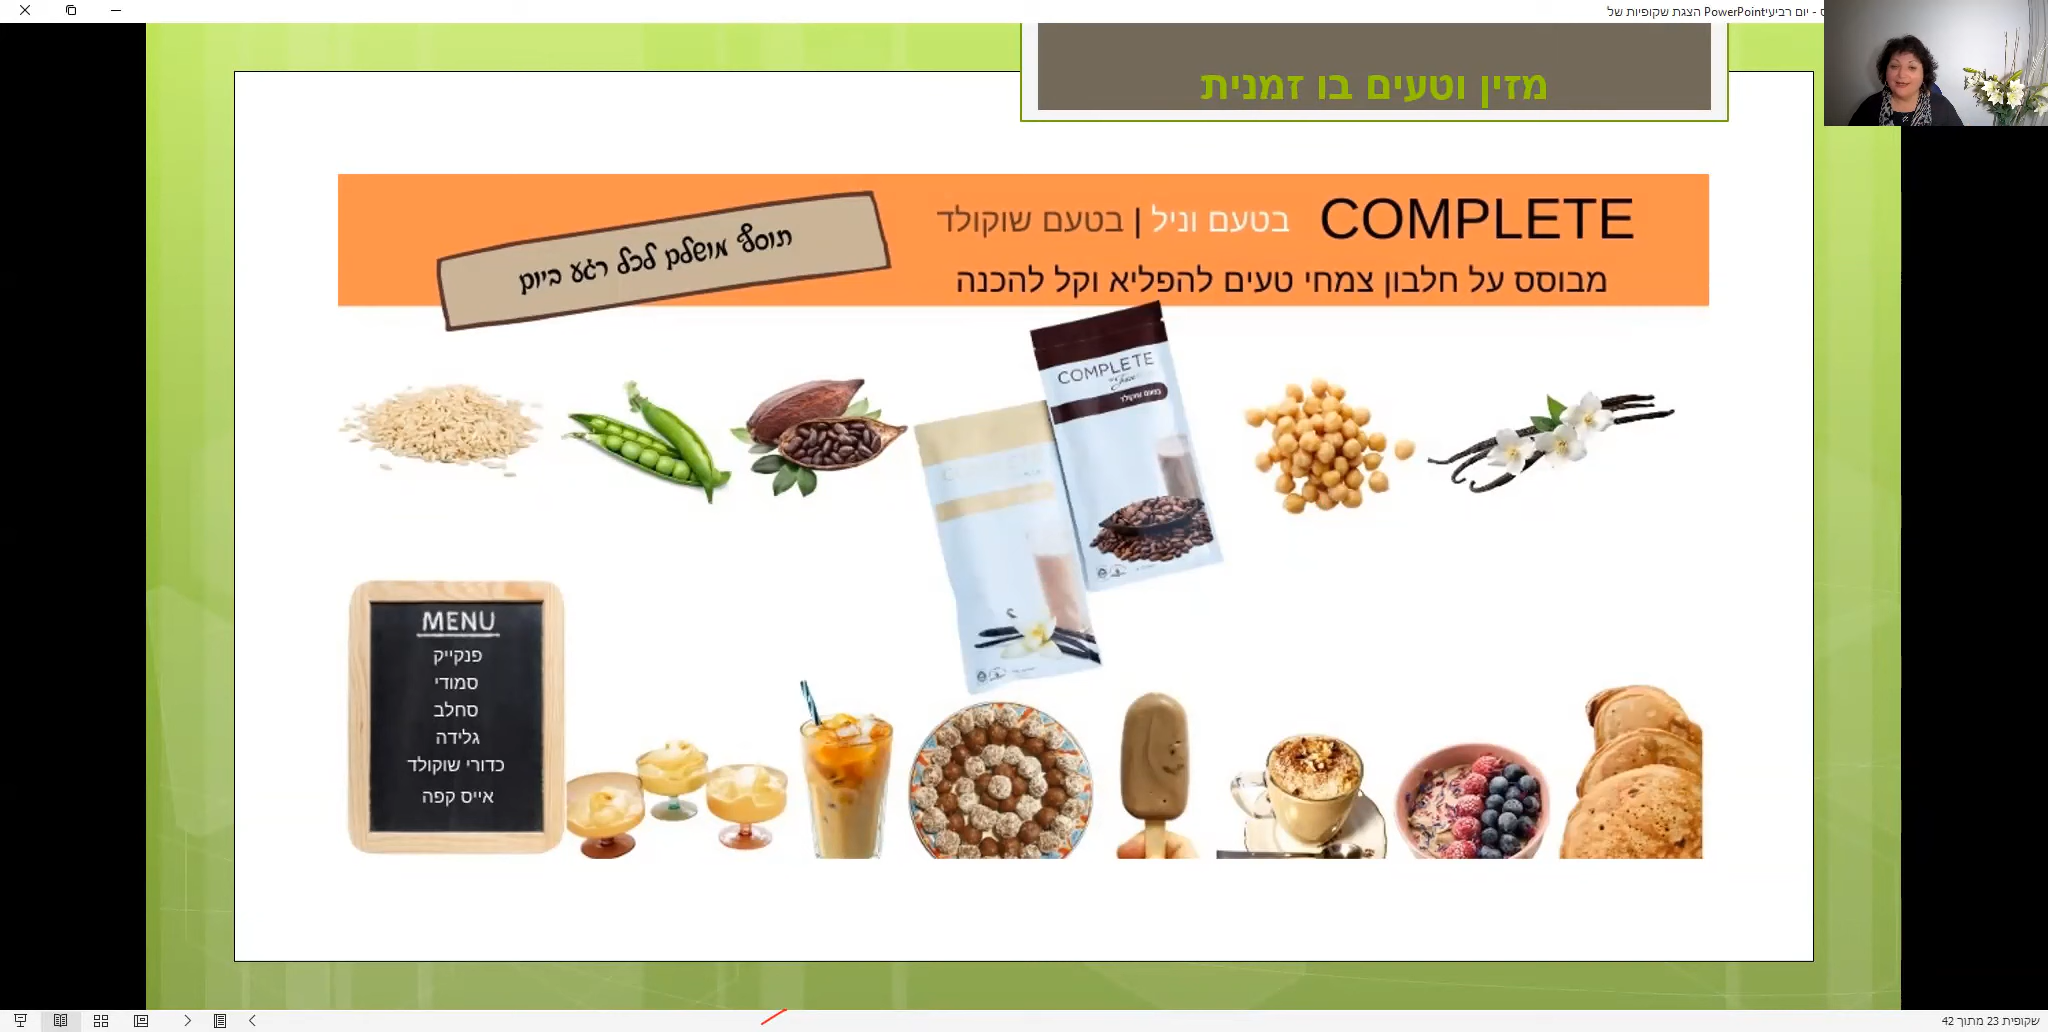 הצגת שקופיות של PowerPoint
יום רביעי -
מזין וטעים בו זמנית
COMPLETE בטעם וניל | בטעם שוקולד
מבוסס על חלבון צמחי טעים להפליא וקל להכנה
תוסף מושלם לכל רגע ביום
COMPLETE
בטעם שוקולד
MENU
פנקייק
סמודי
סחלב
גלידה
כדורי שוקולד
אייס קפה
שקופית 23 מתוך 42